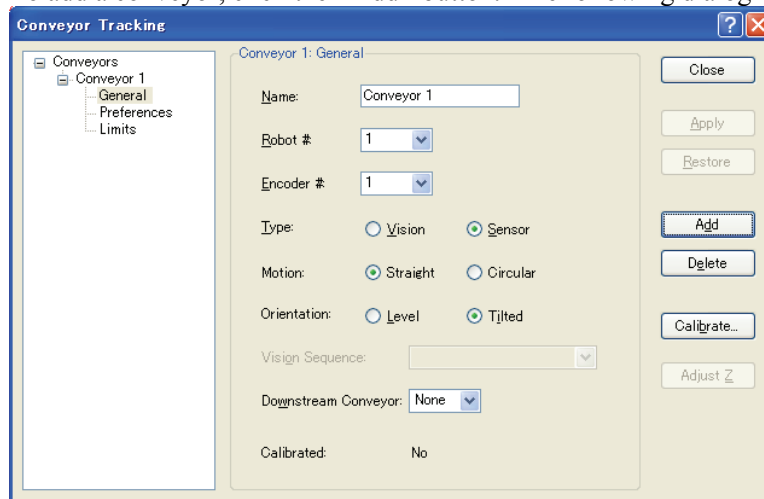 Conveyor Tracking
Conveyors
Conveyor 1
General
Preferences
Limits
Conveyor 1: General
Name: Conveyor 1
Robot # 1
Encoder # 1
Type: Vision Sensor
Motion: Straight Circular
Orientation: Level Tilted
Vision Sequence:
Downstream Conveyor: None
Calibrated: No
Close
Apply
Restore
Add
Delete
Calibrate...
Adjust Z